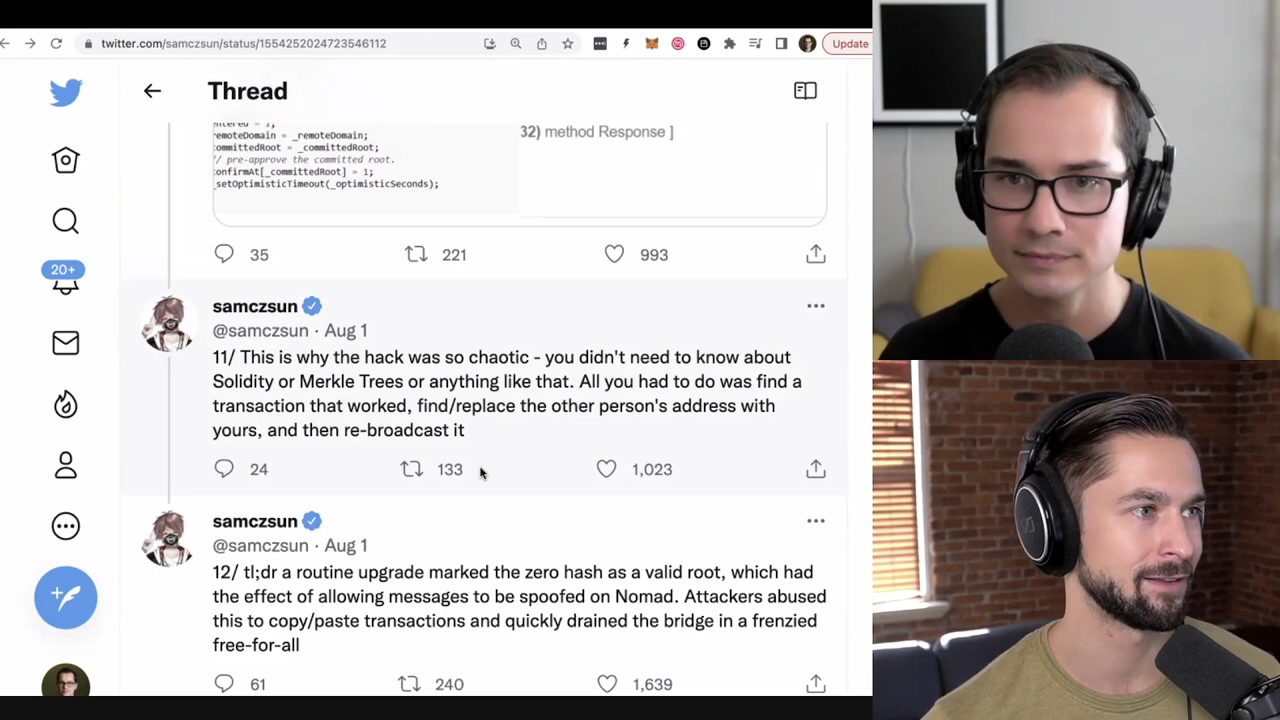 twitter.com/samczsun/status/1554252024723546112
Update
Thread
entered = 1;
remoteDomain = _remoteDomain;
committedRoot = _committedRoot;
// pre-approve the committed root.
confirmAt[_committedRoot] = 1;
_setOptimisticTimeout(_optimisticSeconds);
32) method Response ]
35 221 993
20+
samczsun
@samczsun · Aug 1
11/ This is why the hack was so chaotic - you didn't need to know about
Solidity or Merkle Trees or anything like that. All you had to do was find a
transaction that worked, find/replace the other person's address with
yours, and then re-broadcast it
24 133 1,023
samczsun
@samczsun · Aug 1
12/ tl;dr a routine upgrade marked the zero hash as a valid root, which had
the effect of allowing messages to be spoofed on Nomad. Attackers abused
this to copy/paste transactions and quickly drained the bridge in a frenzied
free-for-all
61 240 1,639